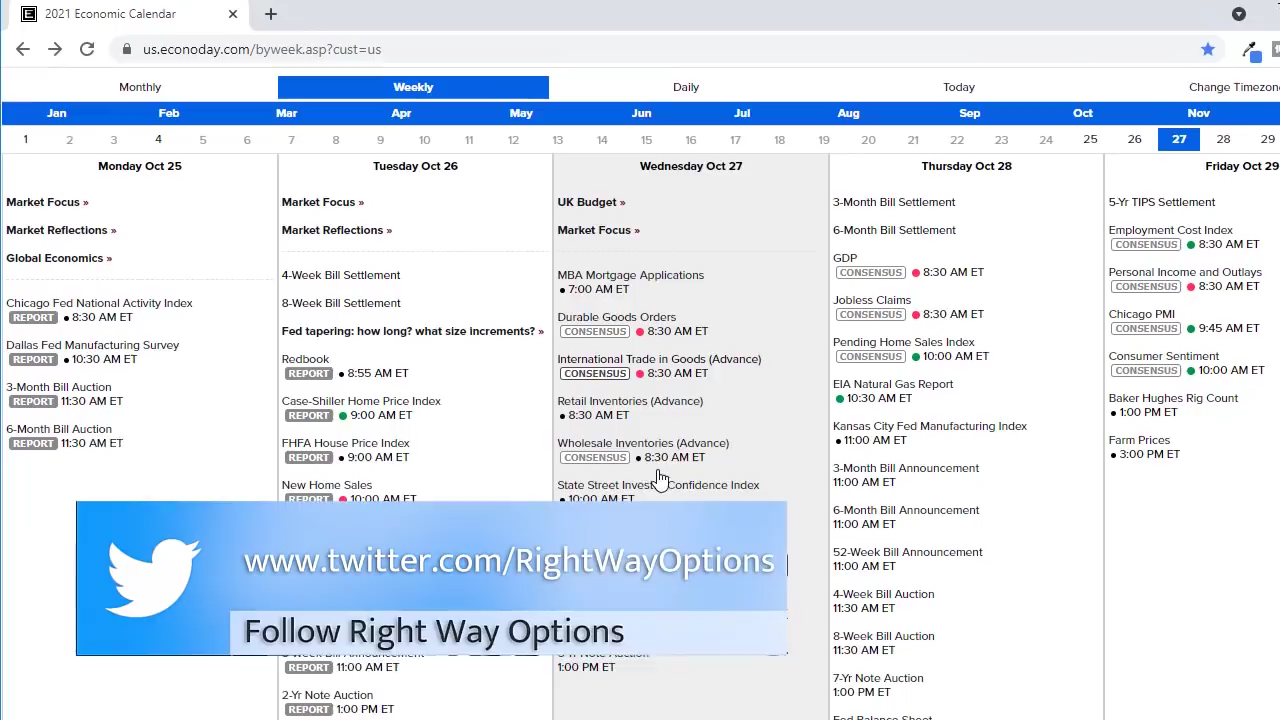 2021 Economic Calendar
us.econoday.com/byweek.asp?cust=us
Monthly
Weekly
Daily
Today
Change Timezon
Jan Feb Mar Apr May Jun Jul Aug Sep Oct Nov
1 2 3 4 5 6 7 8 9 10 11 12 13 14 15 16 17 18 19 20 21 22 23 24 25 26 27 28 29
Monday Oct 25
Market Focus »
Market Reflections »
Global Economics »
Chicago Fed National Activity Index
REPORT • 8:30 AM ET
Dallas Fed Manufacturing Survey
REPORT • 10:30 AM ET
3-Month Bill Auction
REPORT 11:30 AM ET
6-Month Bill Auction
REPORT 11:30 AM ET
Tuesday Oct 26
Market Focus »
Market Reflections »
4-Week Bill Settlement
8-Week Bill Settlement
Fed tapering: how long? what size increments? »
Redbook
REPORT • 8:55 AM ET
Case-Shiller Home Price Index
REPORT • 9:00 AM ET
FHFA House Price Index
REPORT • 9:00 AM ET
New Home Sales
REPORT • 10:00 AM ET
REPORT 11:00 AM ET
2-Yr Note Auction
REPORT 1:00 PM ET
Wednesday Oct 27
UK Budget »
Market Focus »
MBA Mortgage Applications
• 7:00 AM ET
Durable Goods Orders
CONSENSUS • 8:30 AM ET
International Trade in Goods (Advance)
CONSENSUS • 8:30 AM ET
Retail Inventories (Advance)
• 8:30 AM ET
Wholesale Inventories (Advance)
CONSENSUS • 8:30 AM ET
State Street Investor Confidence Index
• 10:00 AM ET
1:00 PM ET
Thursday Oct 28
3-Month Bill Settlement
6-Month Bill Settlement
GDP
CONSENSUS • 8:30 AM ET
Jobless Claims
CONSENSUS • 8:30 AM ET
Pending Home Sales Index
CONSENSUS • 10:00 AM ET
EIA Natural Gas Report
• 10:30 AM ET
Kansas City Fed Manufacturing Index
• 11:00 AM ET
3-Month Bill Announcement
11:00 AM ET
6-Month Bill Announcement
11:00 AM ET
52-Week Bill Announcement
11:00 AM ET
4-Week Bill Auction
11:30 AM ET
8-Week Bill Auction
11:30 AM ET
7-Yr Note Auction
1:00 PM ET
Fed Balance Sheet
Friday Oct 29
5-Yr TIPS Settlement
Employment Cost Index
CONSENSUS • 8:30 AM ET
Personal Income and Outlays
CONSENSUS • 8:30 AM ET
Chicago PMI
CONSENSUS • 9:45 AM ET
Consumer Sentiment
CONSENSUS • 10:00 AM ET
Baker Hughes Rig Count
• 1:00 PM ET
Farm Prices
• 3:00 PM ET
www.twitter.com/RightWayOptions
Follow Right Way Options